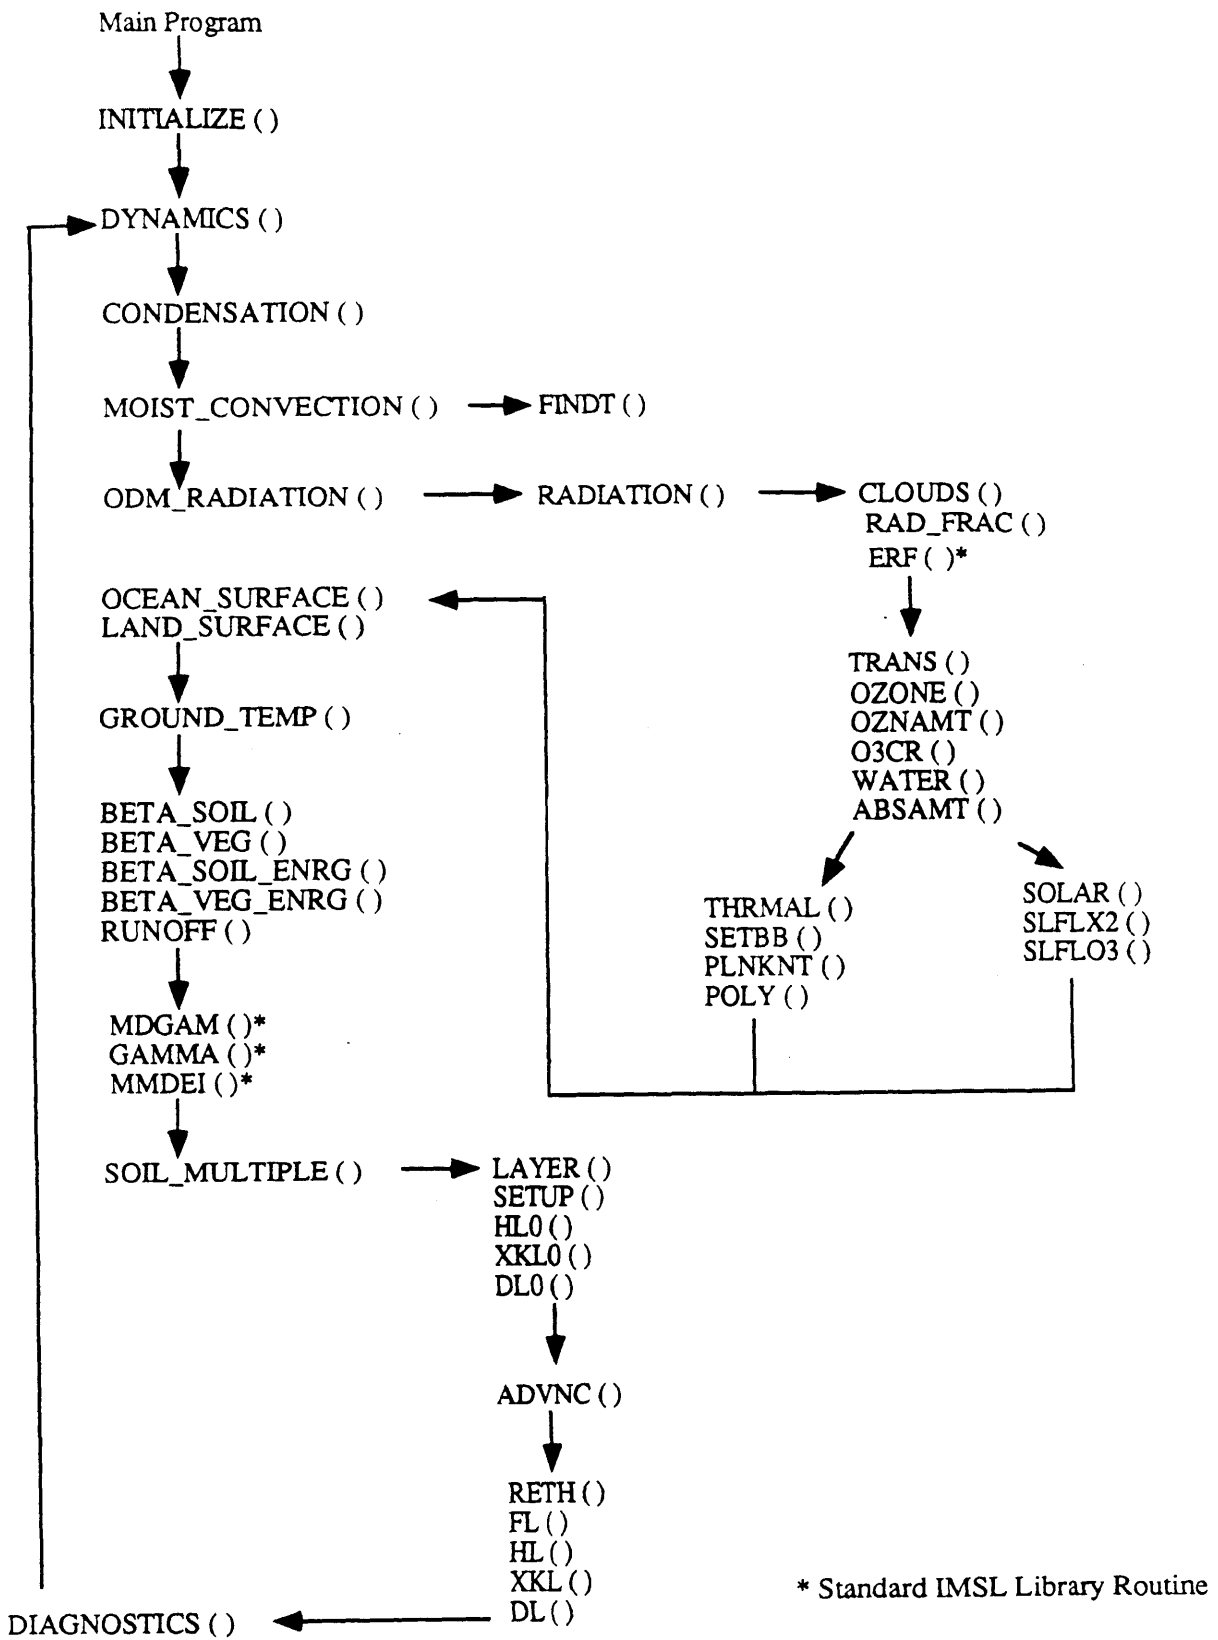 Main Program
INITIALIZE ( )
DYNAMICS ( )
CONDENSATION ( )
MOIST_CONVECTION ( )
FINDT ( )
ODM_RADIATION ( )
RADIATION ( )
CLOUDS ( )
RAD_FRAC ( )
ERF ( )*
TRANS ( )
OZONE ( )
OZNAMT ( )
O3CR ( )
WATER ( )
ABSAMT ( )
THRMAL ( )
SETBB ( )
PLNKNT ( )
POLY ( )
SOLAR ( )
SLFLX2 ( )
SLFLO3 ( )
OCEAN_SURFACE ( )
LAND_SURFACE ( )
GROUND_TEMP ( )
BETA_SOIL ( )
BETA_VEG ( )
BETA_SOIL_ENRG ( )
BETA_VEG_ENRG ( )
RUNOFF ( )
MDGAM ( )*
GAMMA ( )*
MMDEI ( )*
SOIL_MULTIPLE ( )
LAYER ( )
SETUP ( )
HL0 ( )
XKL0 ( )
DL0 ( )
ADVNC ( )
RETH ( )
FL ( )
HL ( )
XKL ( )
DL ( )
DIAGNOSTICS ( )
* Standard IMSL Library Routine